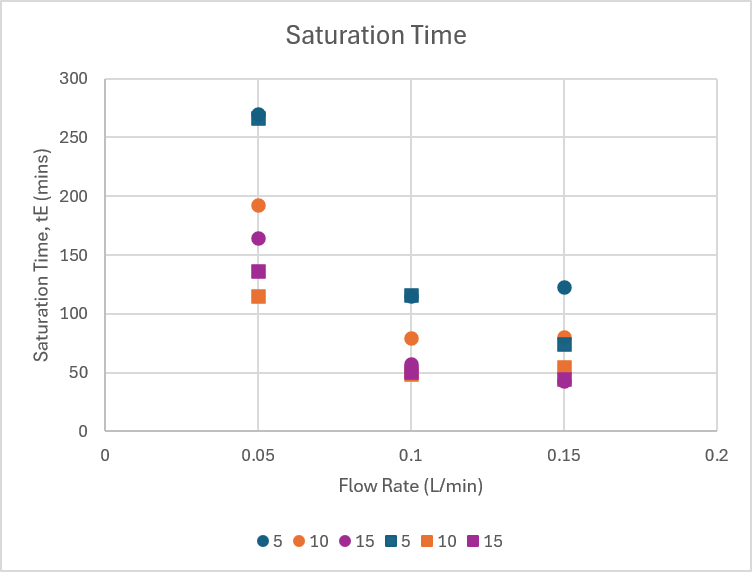 Saturation Time
300
250
200
150
100
50
0
Saturation Time, tE (mins)
0 0.05 0.1 0.15 0.2
Flow Rate (L/min)
5 10 15 5 10 15